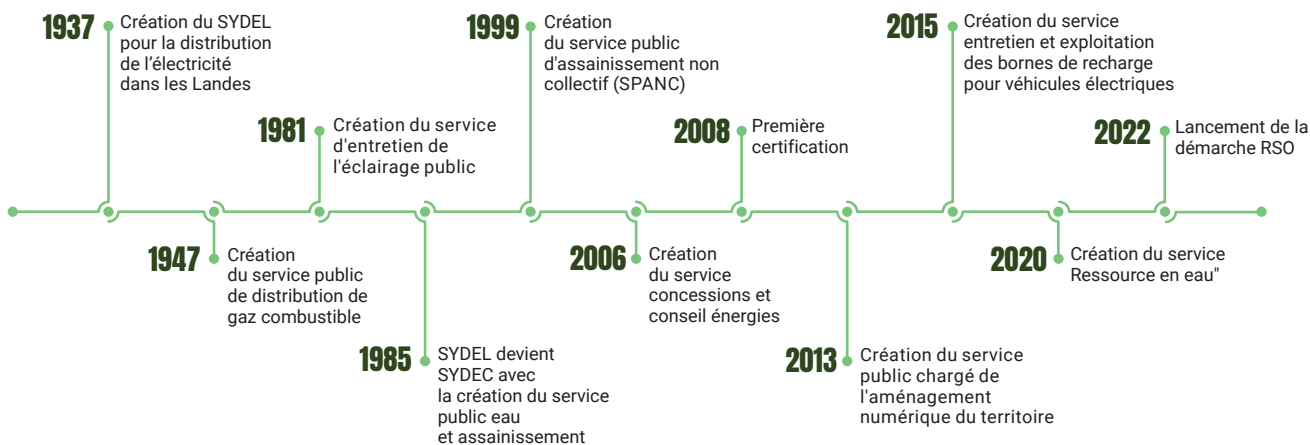 1937
Création du SYDEL
pour la distribution
de l'électricité
dans les Landes
1947
Création
du service public
de distribution de
gaz combustible
1981
Création du service
d'entretien de
l'éclairage public
1985
SYDEL devient
SYDEC avec
la création du service
public eau
et assainissement
1999
Création
du service public
d'assainissement non
collectif (SPANC)
2006
Création
du service
concessions et
conseil énergies
2008
Première
certification
2013
Création du service
public chargé de
l'aménagement
numérique du territoire
2015
Création du service
entretien et exploitation
des bornes de recharge
pour véhicules électriques
2020
Création du service
Ressource en eau"
2022
Lancement de la
démarche RSO